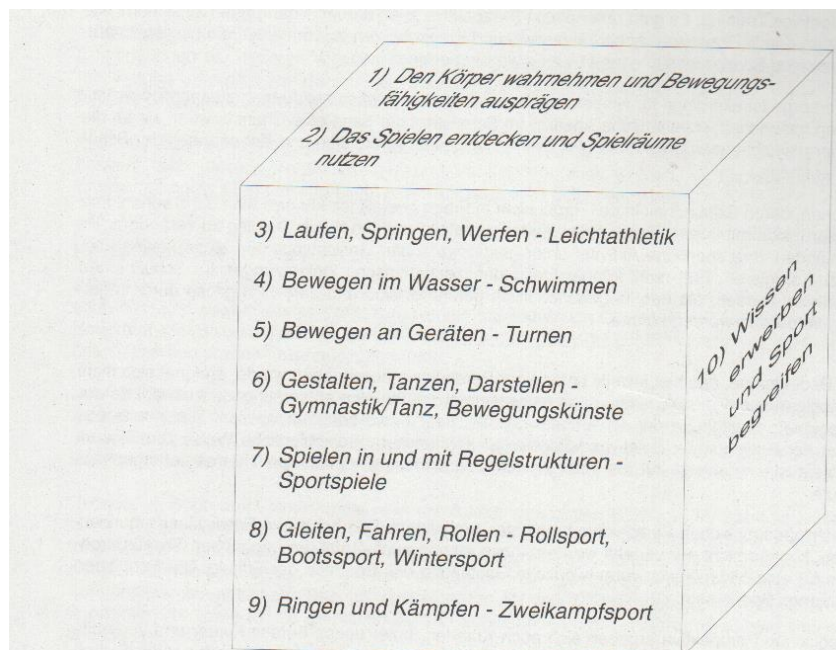 1) Den Körper wahrnehmen und Bewegungs-
fähigkeiten ausprägen
2) Das Spielen entdecken und Spielräume
nutzen
3) Laufen, Springen, Werfen - Leichtathletik
4) Bewegen im Wasser - Schwimmen
5) Bewegen an Geräten - Turnen
6) Gestalten, Tanzen, Darstellen -
Gymnastik/Tanz, Bewegungskünste
7) Spielen in und mit Regelstrukturen -
Sportspiele
8) Gleiten, Fahren, Rollen - Rollsport,
Bootssport, Wintersport
9) Ringen und Kämpfen - Zweikampfsport
10) Wissen
erwerben
und Sport
begreifen